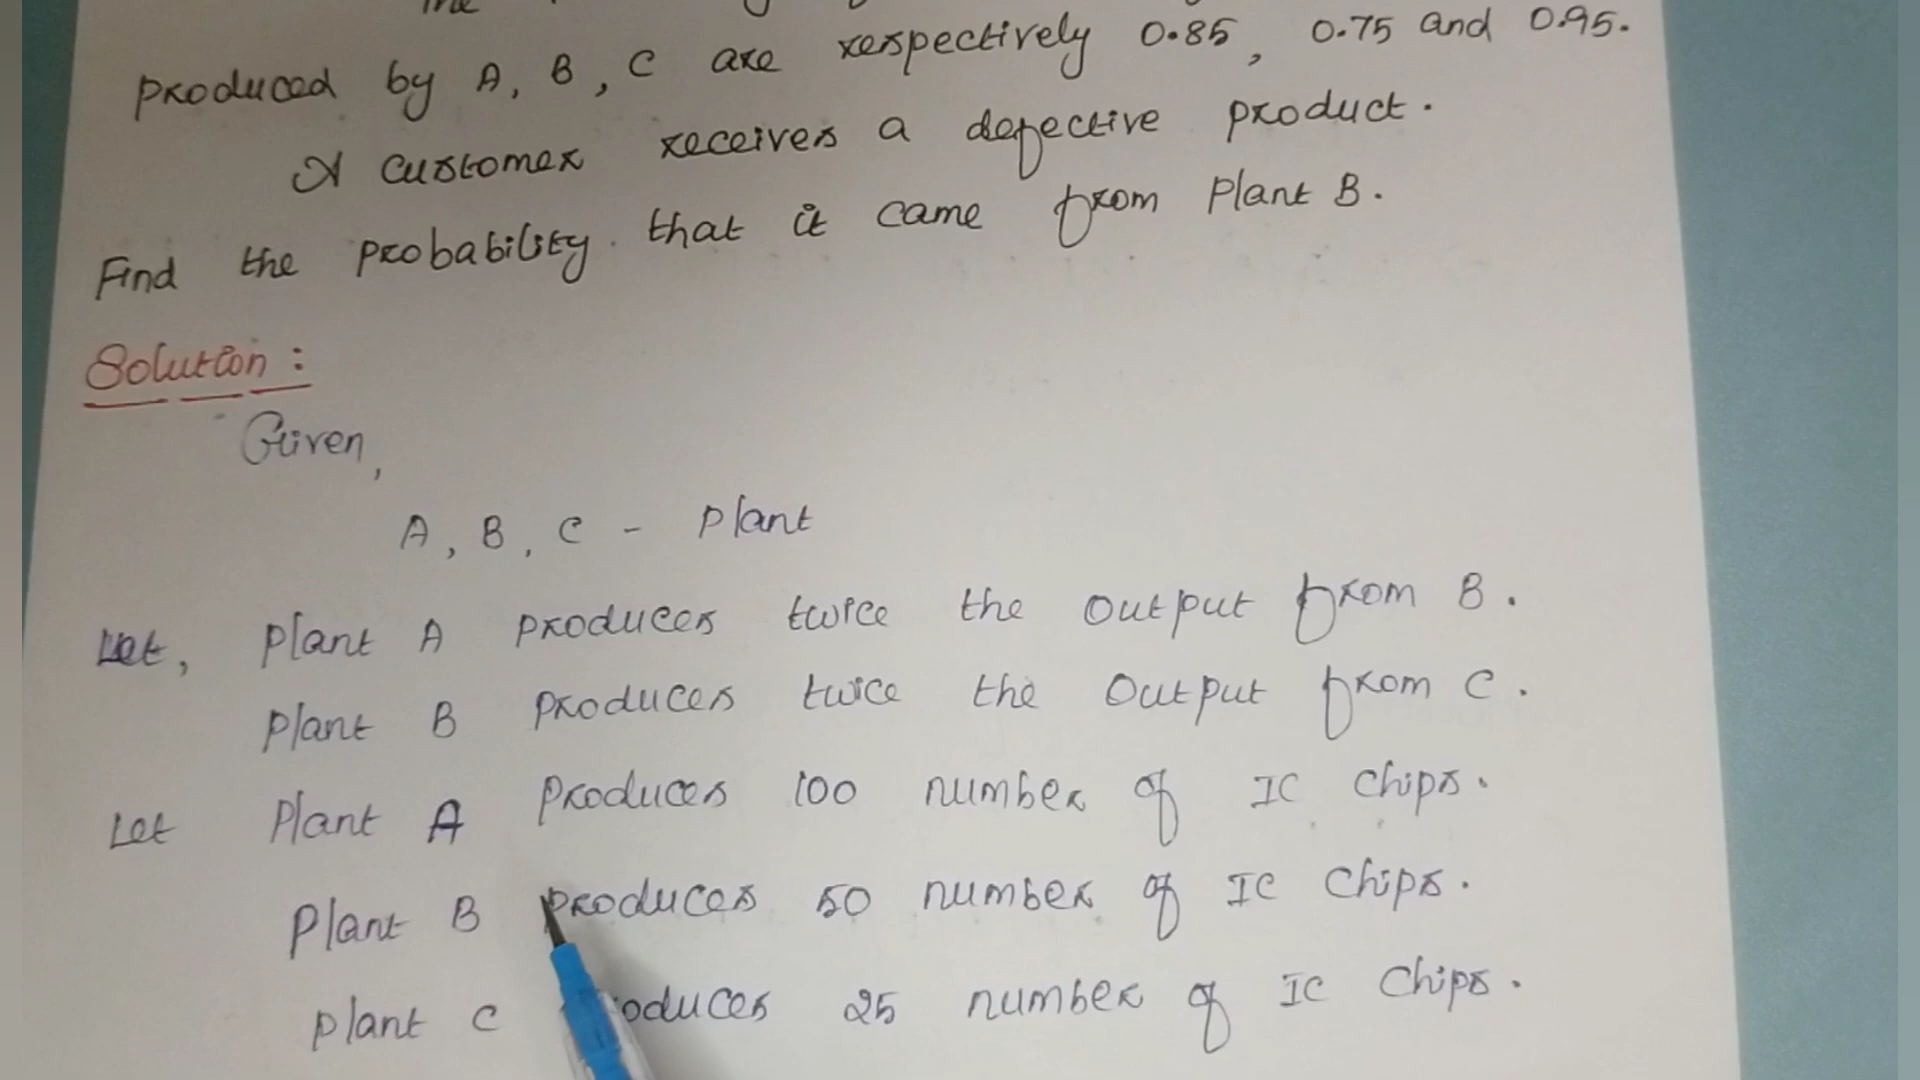 the
produced by A, B, C are respectively 0.85, 0.75 and 0.95.
A customer receives a defective product.
Find the probability that it came from plant B.
Solution:
Given,
A, B, C - plant
Let, plant A produces twice the output from B.
plant B produces twice the output from C.
Let plant A produces 100 number of IC chips.
plant B produces 50 number of IC chips.
plant C produces 25 number of IC chips.